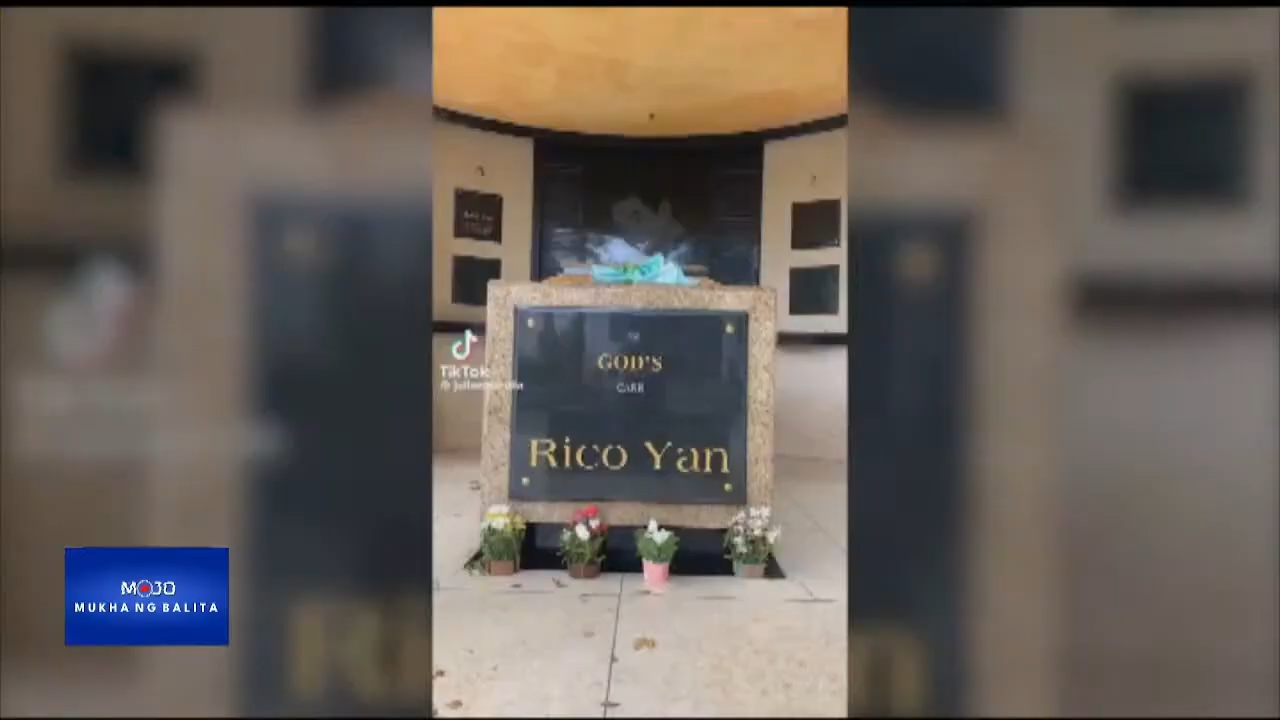 GOD'S
CARE
Rico Yan
TikTok
MOJO
MUKHA NG BALITA